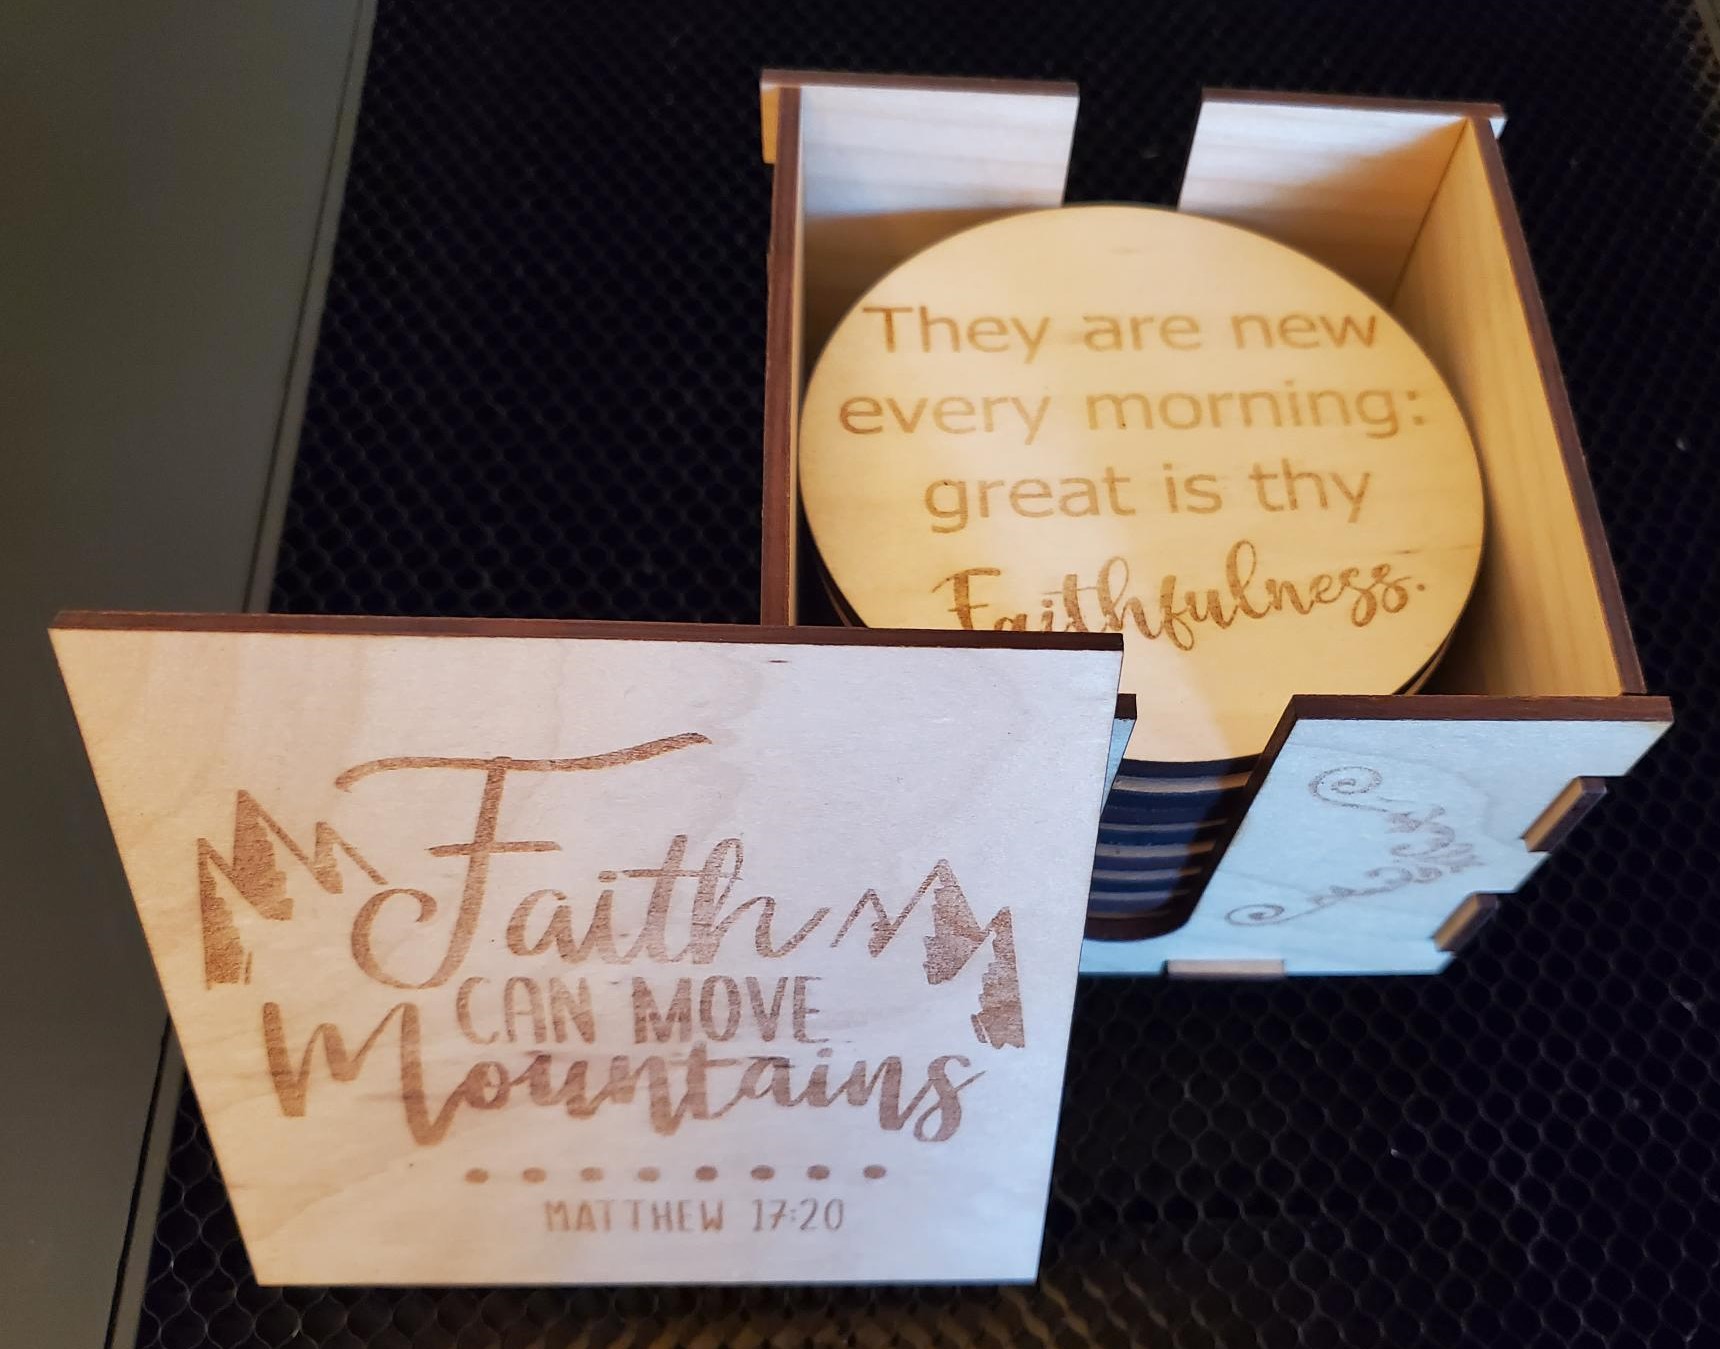 They are new
every morning:
great is thy
Faithfulness.
Faith
CAN MOVE
Mountains
MATTHEW 17:20